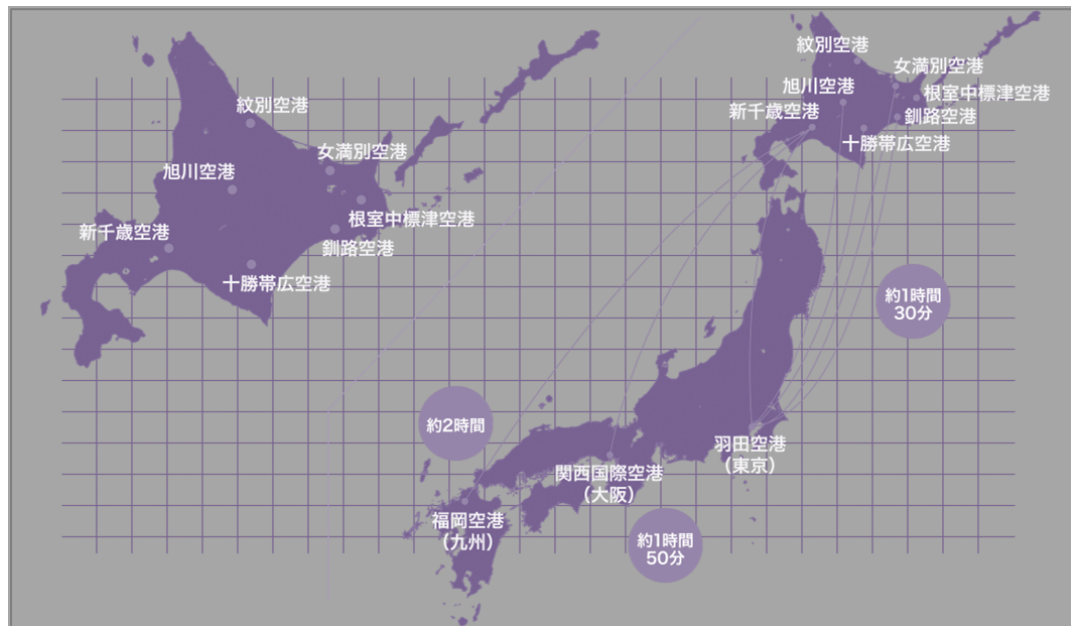 紋別空港
女満別空港
旭川空港
根室中標津空港
新千歳空港
釧路空港
十勝帯広空港
紋別空港
女満別空港
旭川空港
根室中標津空港
新千歳空港
釧路空港
十勝帯広空港
約1時間
30分
約2時間
羽田空港
(東京)
関西国際空港
(大阪)
福岡空港
(九州)
約1時間
50分